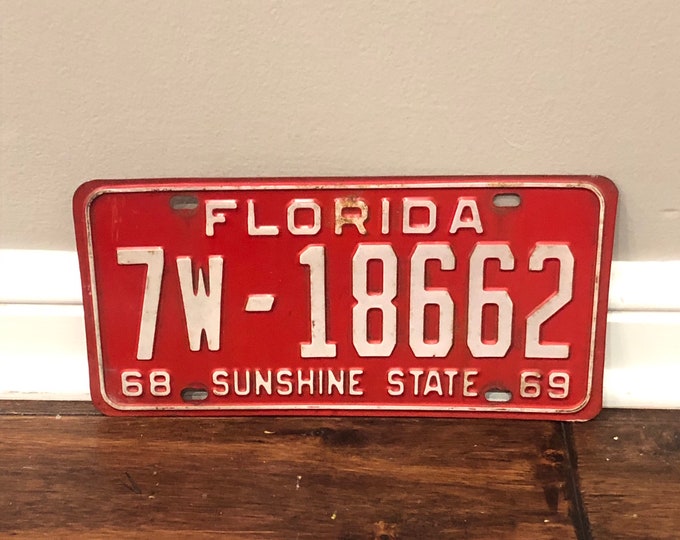 FLORIDA
7W-18662
68 SUNSHINE STATE 69